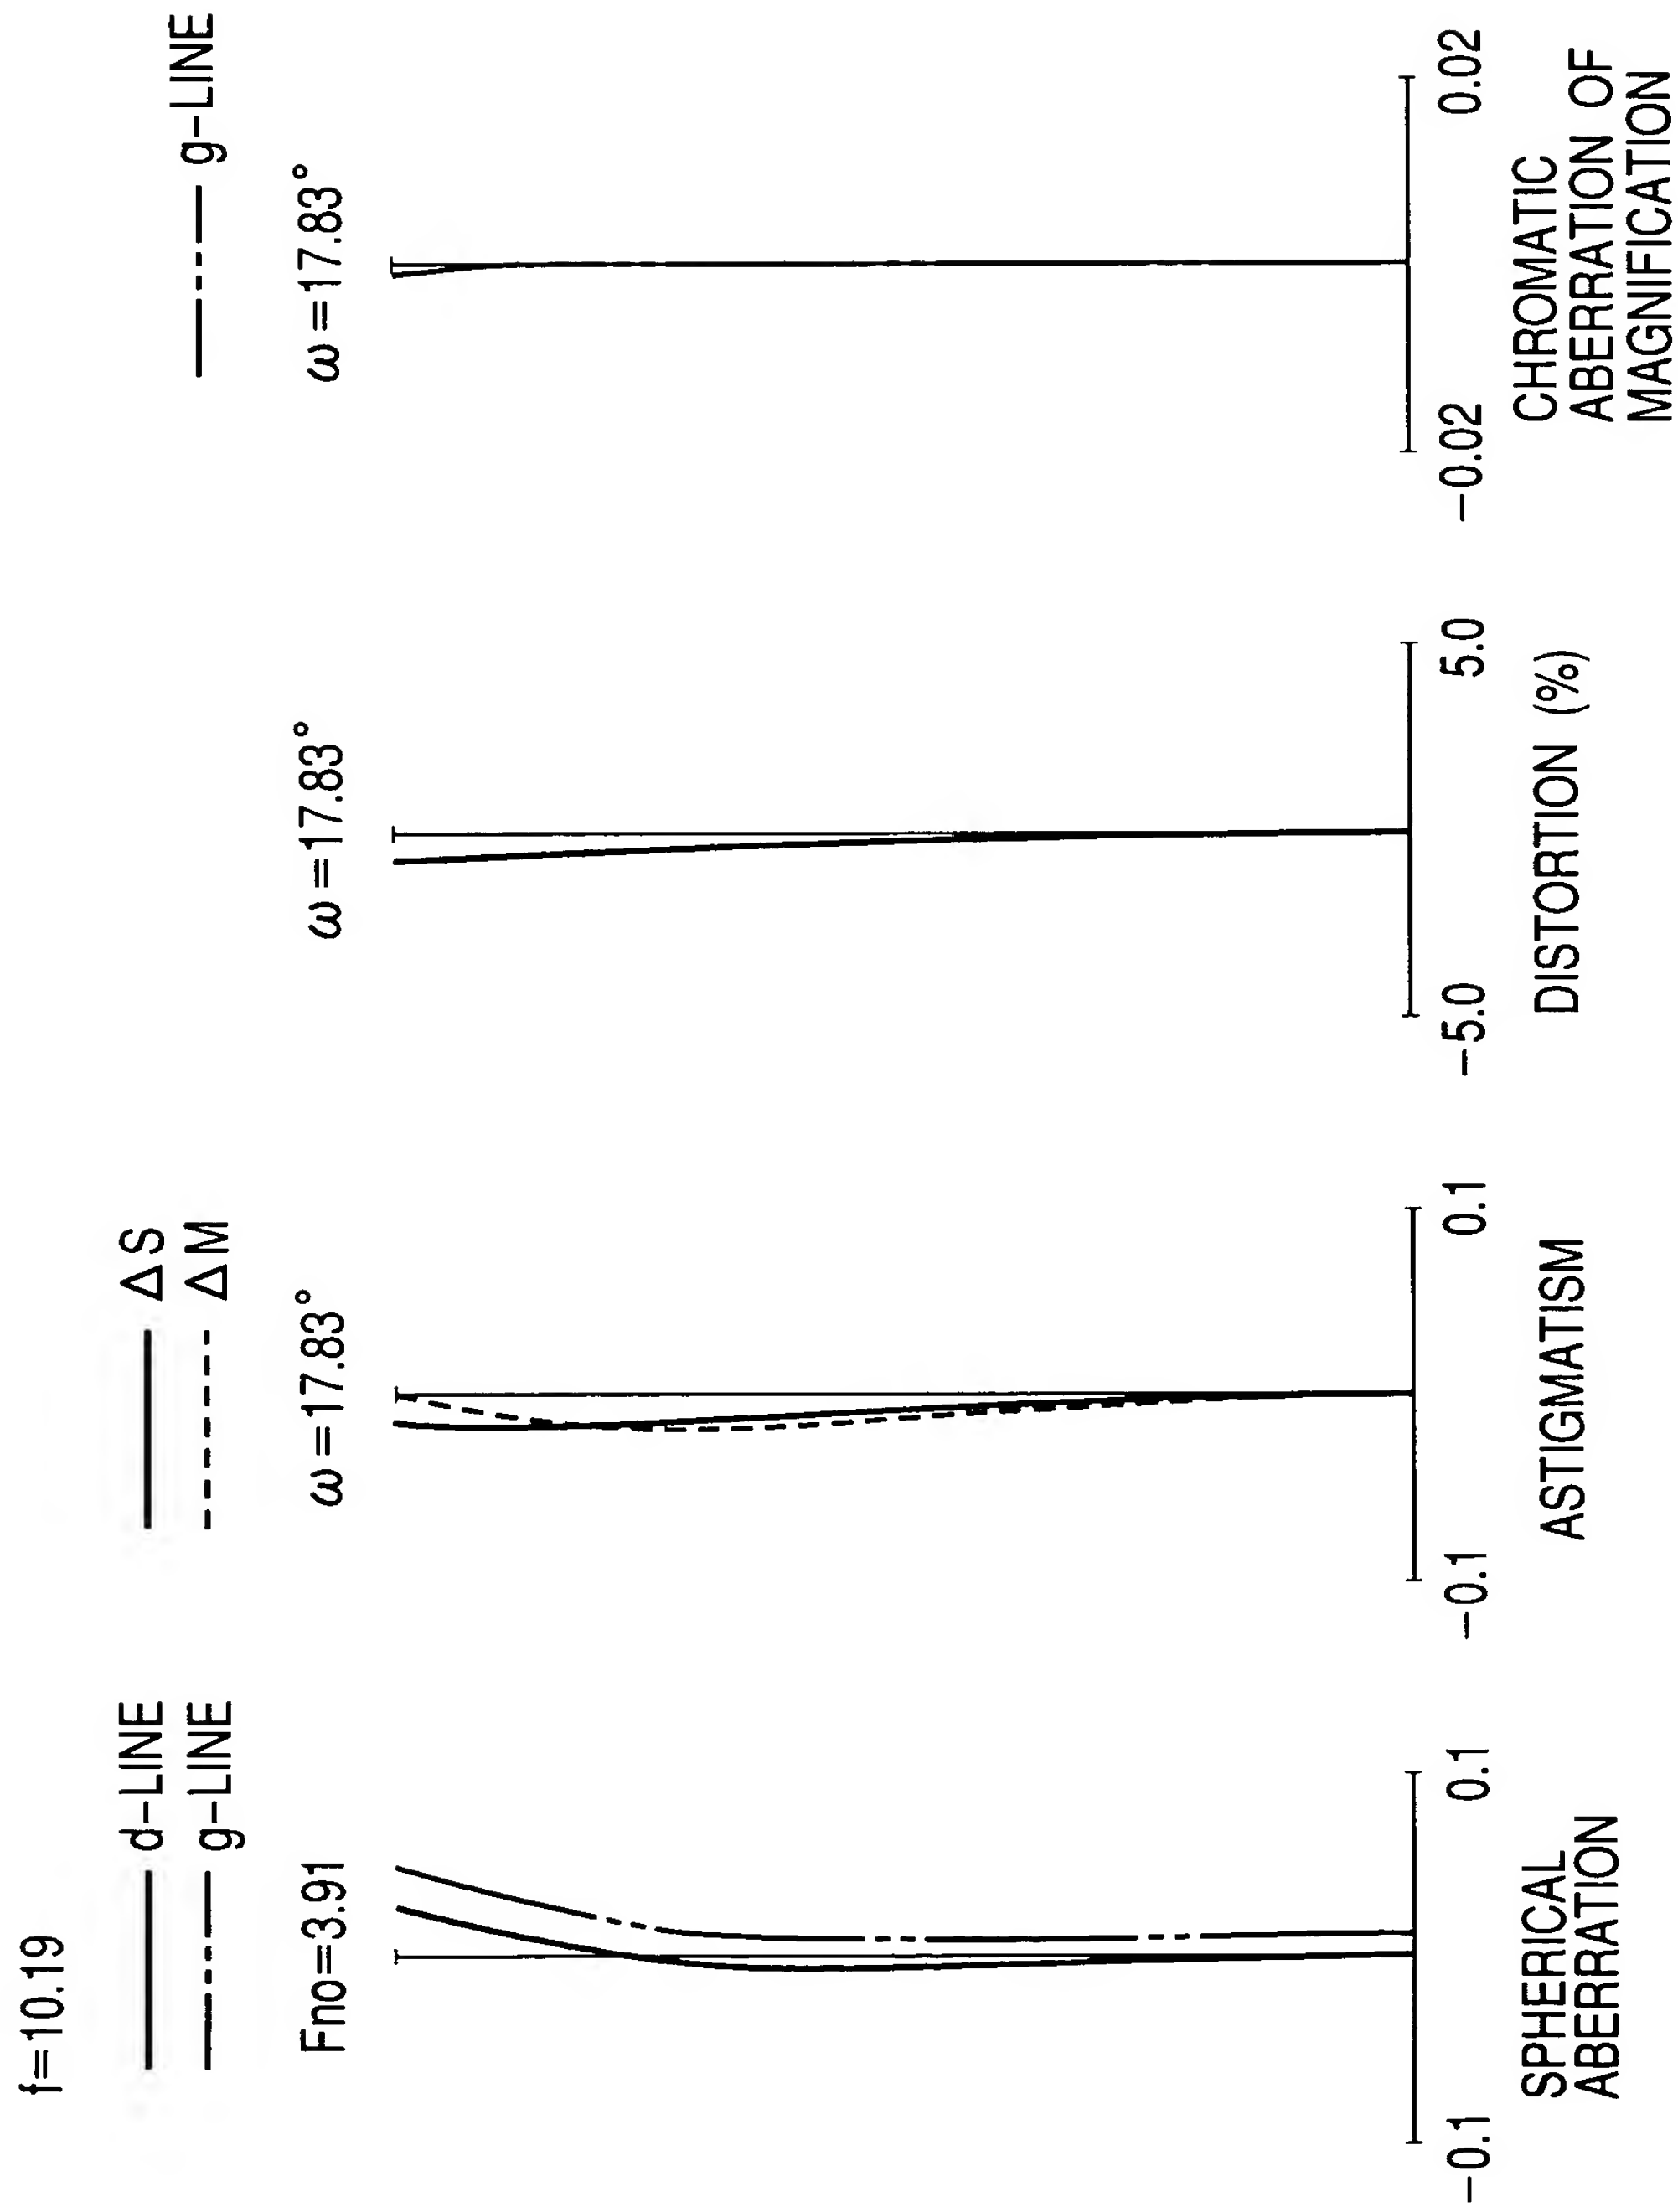 f=10.19
d-LINE
g-LINE
Fno=3.91
-0.1
0.1
SPHERICAL
ABERRATION
ΔS
ΔM
ω=17.83°
-0.1
0.1
ASTIGMATISM
ω=17.83°
-5.0
5.0
DISTORTION (%)
g-LINE
ω=17.83°
-0.02
0.02
CHROMATIC
ABERRATION OF
MAGNIFICATION